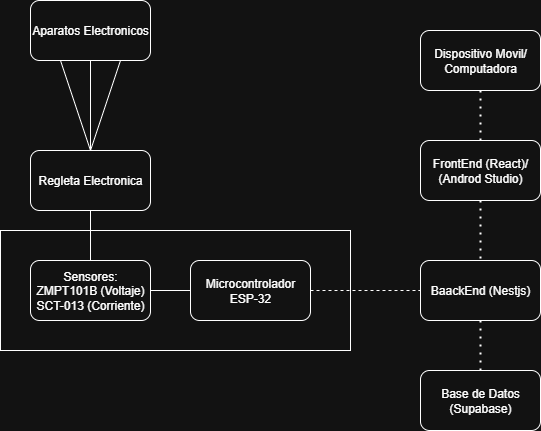 Aparatos Electronicos
Dispositivo Movil/
Computadora
FrontEnd (React)/
(Androd Studio)
Regleta Electronica
Sensores:
ZMPT101B (Voltaje)
SCT-013 (Corriente)
Microcontrolador
ESP-32
BaackEnd (Nestjs)
Base de Datos
(Supabase)